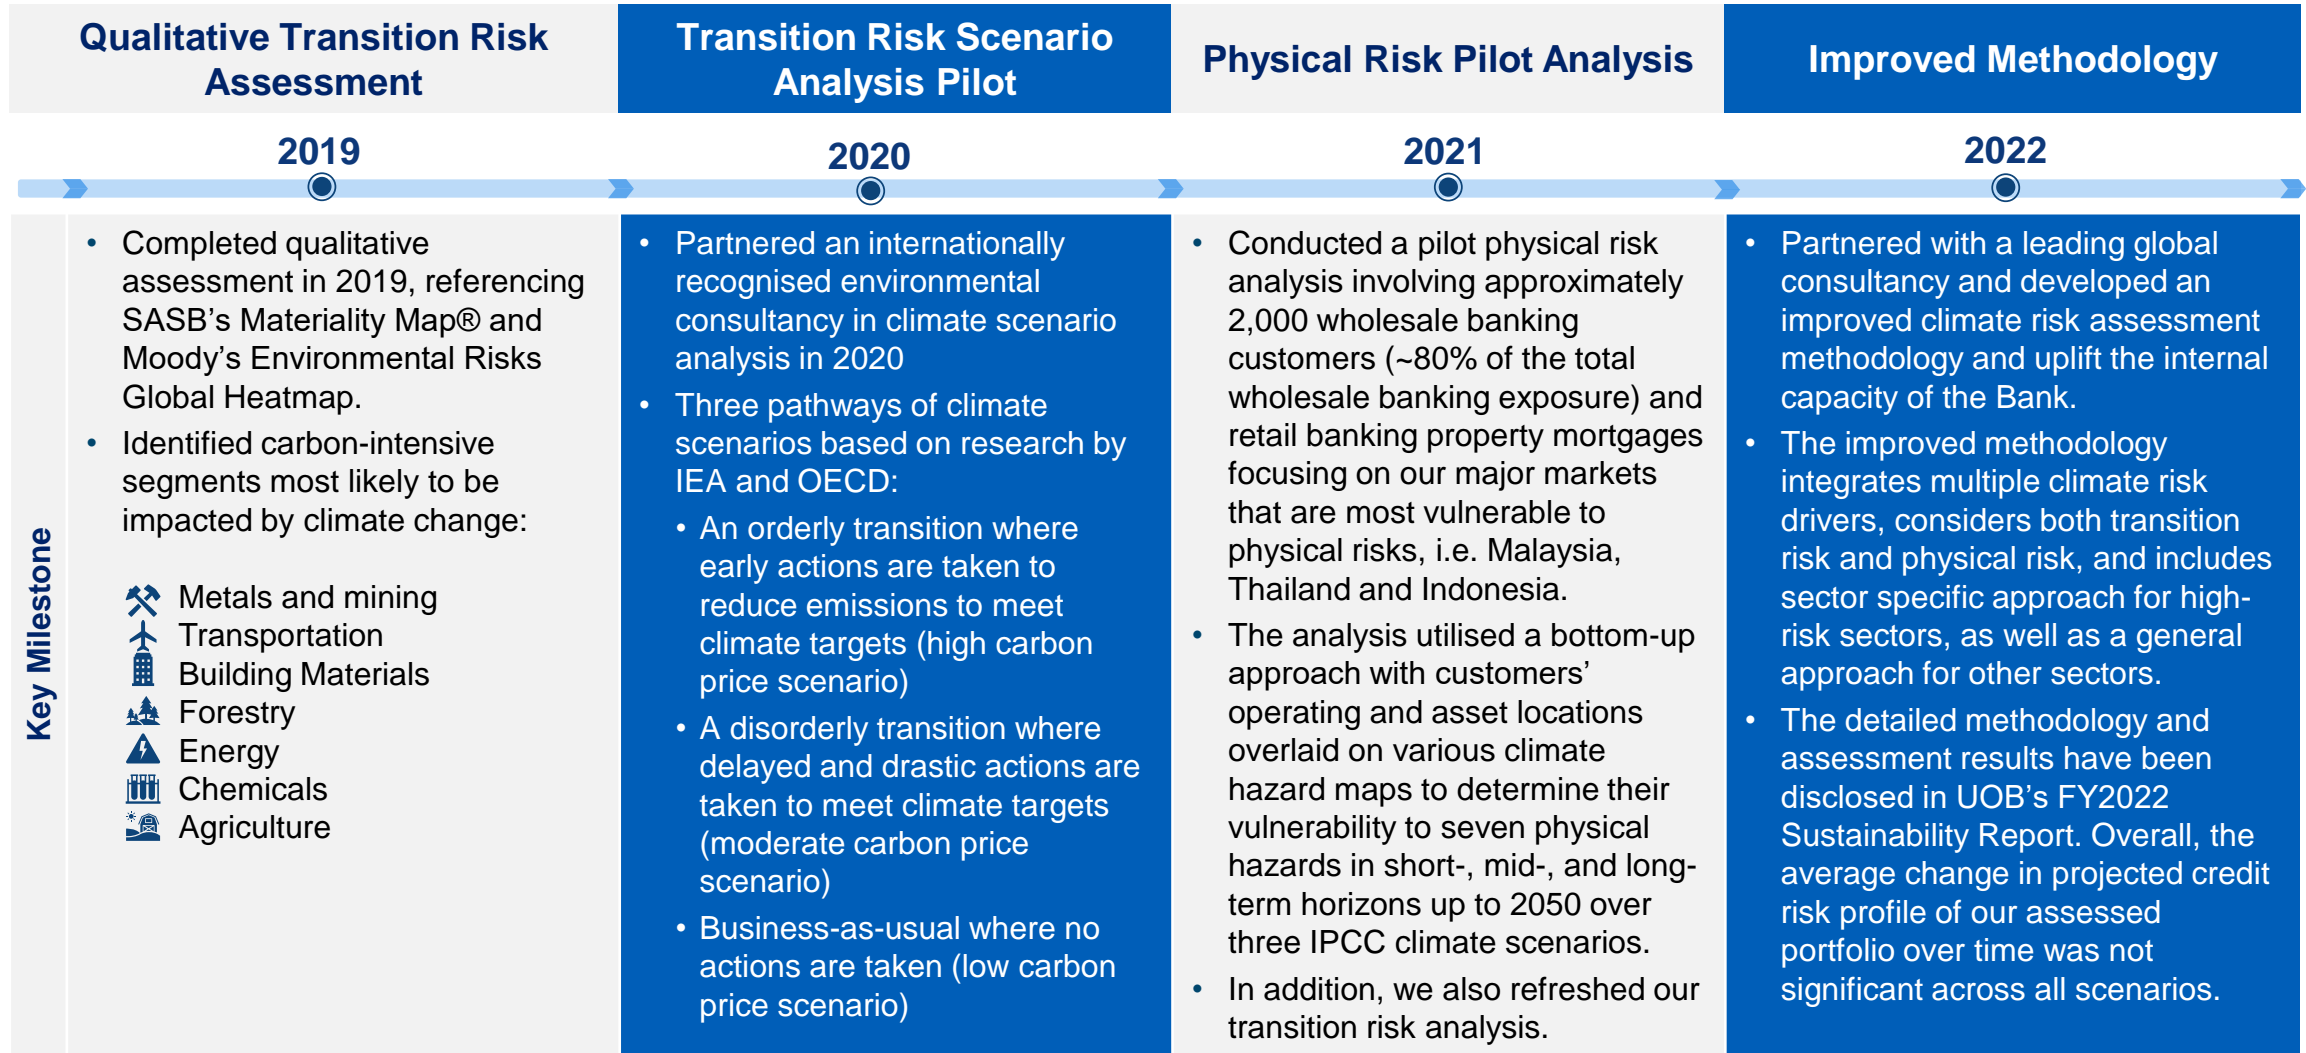 Qualitative Transition Risk
Assessment
Transition Risk Scenario
Analysis Pilot
Physical Risk Pilot Analysis
Improved Methodology
2019
2020
2021
2022
Key Milestone
• Completed qualitative
assessment in 2019, referencing
SASB’s Materiality Map® and
Moody’s Environmental Risks
Global Heatmap.
• Identified carbon-intensive
segments most likely to be
impacted by climate change:
Metals and mining
Transportation
Building Materials
Forestry
Energy
Chemicals
Agriculture
• Partnered an internationally
recognised environmental
consultancy in climate scenario
analysis in 2020
• Three pathways of climate
scenarios based on research by
IEA and OECD:
• An orderly transition where
early actions are taken to
reduce emissions to meet
climate targets (high carbon
price scenario)
• A disorderly transition where
delayed and drastic actions are
taken to meet climate targets
(moderate carbon price
scenario)
• Business-as-usual where no
actions are taken (low carbon
price scenario)
• Conducted a pilot physical risk
analysis involving approximately
2,000 wholesale banking
customers (~80% of the total
wholesale banking exposure) and
retail banking property mortgages
focusing on our major markets
that are most vulnerable to
physical risks, i.e. Malaysia,
Thailand and Indonesia.
• The analysis utilised a bottom-up
approach with customers’
operating and asset locations
overlaid on various climate
hazard maps to determine their
vulnerability to seven physical
hazards in short-, mid-, and long-
term horizons up to 2050 over
three IPCC climate scenarios.
• In addition, we also refreshed our
transition risk analysis.
• Partnered with a leading global
consultancy and developed an
improved climate risk assessment
methodology and uplift the internal
capacity of the Bank.
• The improved methodology
integrates multiple climate risk
drivers, considers both transition
risk and physical risk, and includes
sector specific approach for high-
risk sectors, as well as a general
approach for other sectors.
• The detailed methodology and
assessment results have been
disclosed in UOB’s FY2022
Sustainability Report. Overall, the
average change in projected credit
risk profile of our assessed
portfolio over time was not
significant across all scenarios.